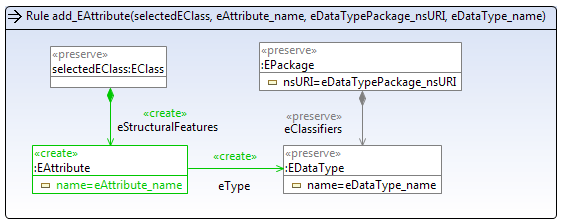 Rule add_EAttribute(selectedEClass, eAttribute_name, eDataTypePackage_nsURI, eDataType_name)
«preserve»
selectedEClass:EClass
«preserve»
:EPackage
nsURI=eDataTypePackage_nsURI
«create»
eStructuralFeatures
«preserve»
eClassifiers
«create»
:EAttribute
name=eAttribute_name
«create»
eType
«preserve»
:EDataType
name=eDataType_name